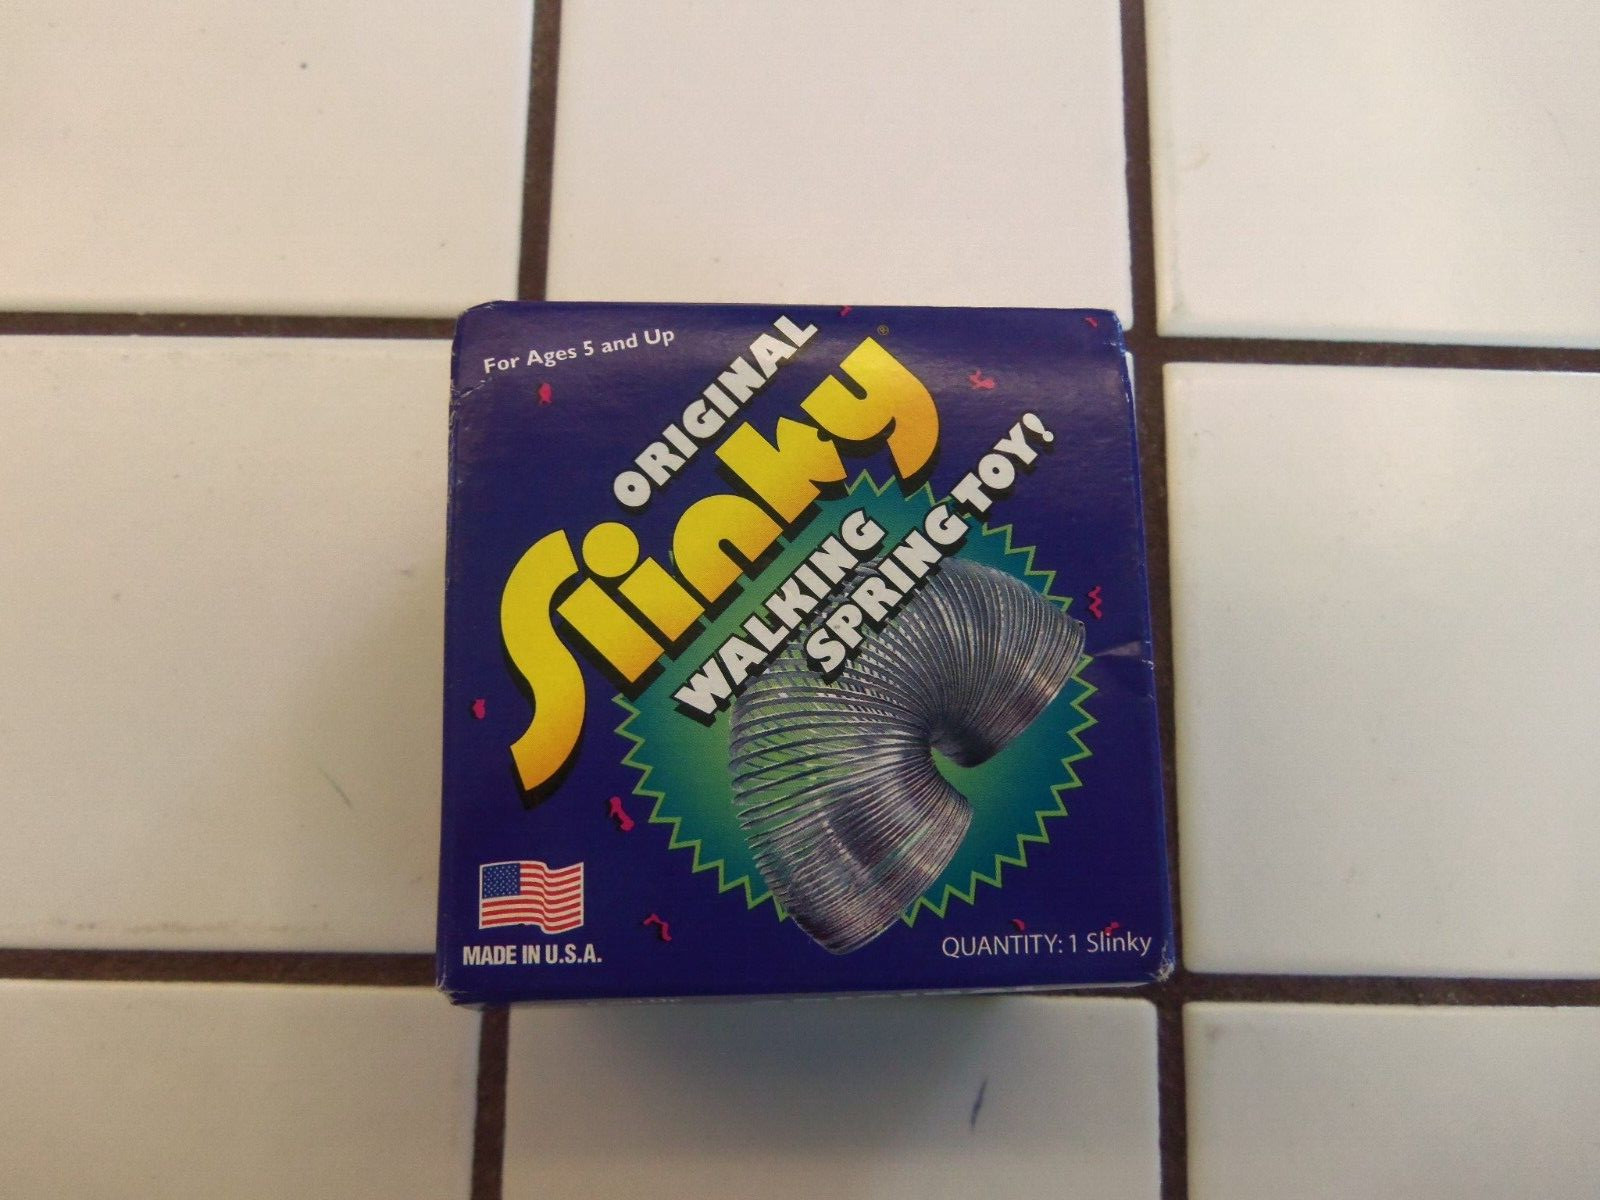 For Ages 5 and Up
ORIGINAL
Slinky®
WALKING
SPRING TOY!
MADE IN U.S.A.
QUANTITY: 1 Slinky